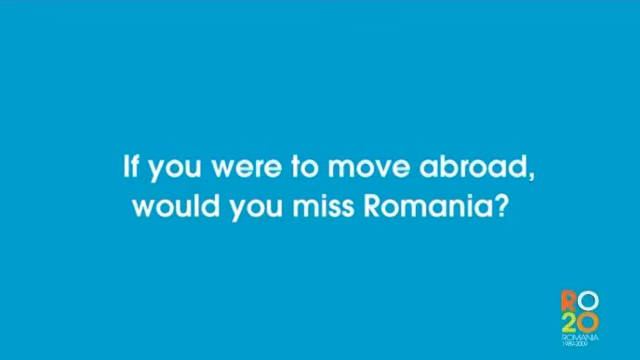 If you were to move abroad,
would you miss Romania?
RO
20
ROMANIA
1989-2009